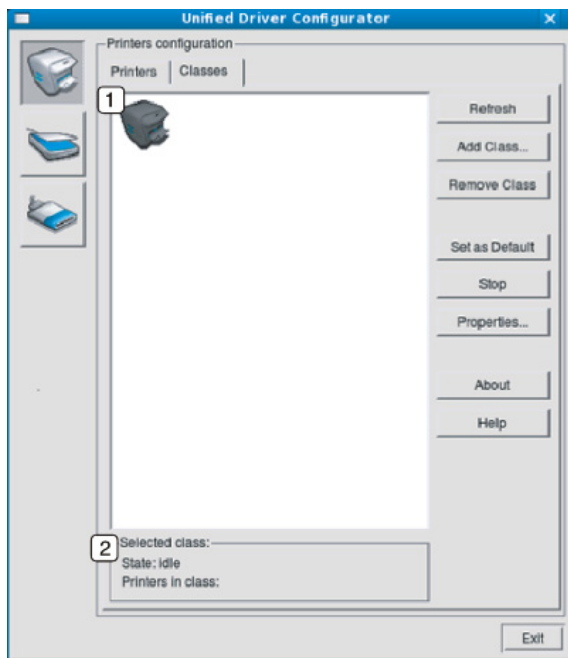 Unified Driver Configurator
Printers configuration
Printers
Classes
1
Refresh
Add Class...
Remove Class
Set as Default
Stop
Properties...
About
Help
2
Selected class:
State: idle
Printers in class:
Exit